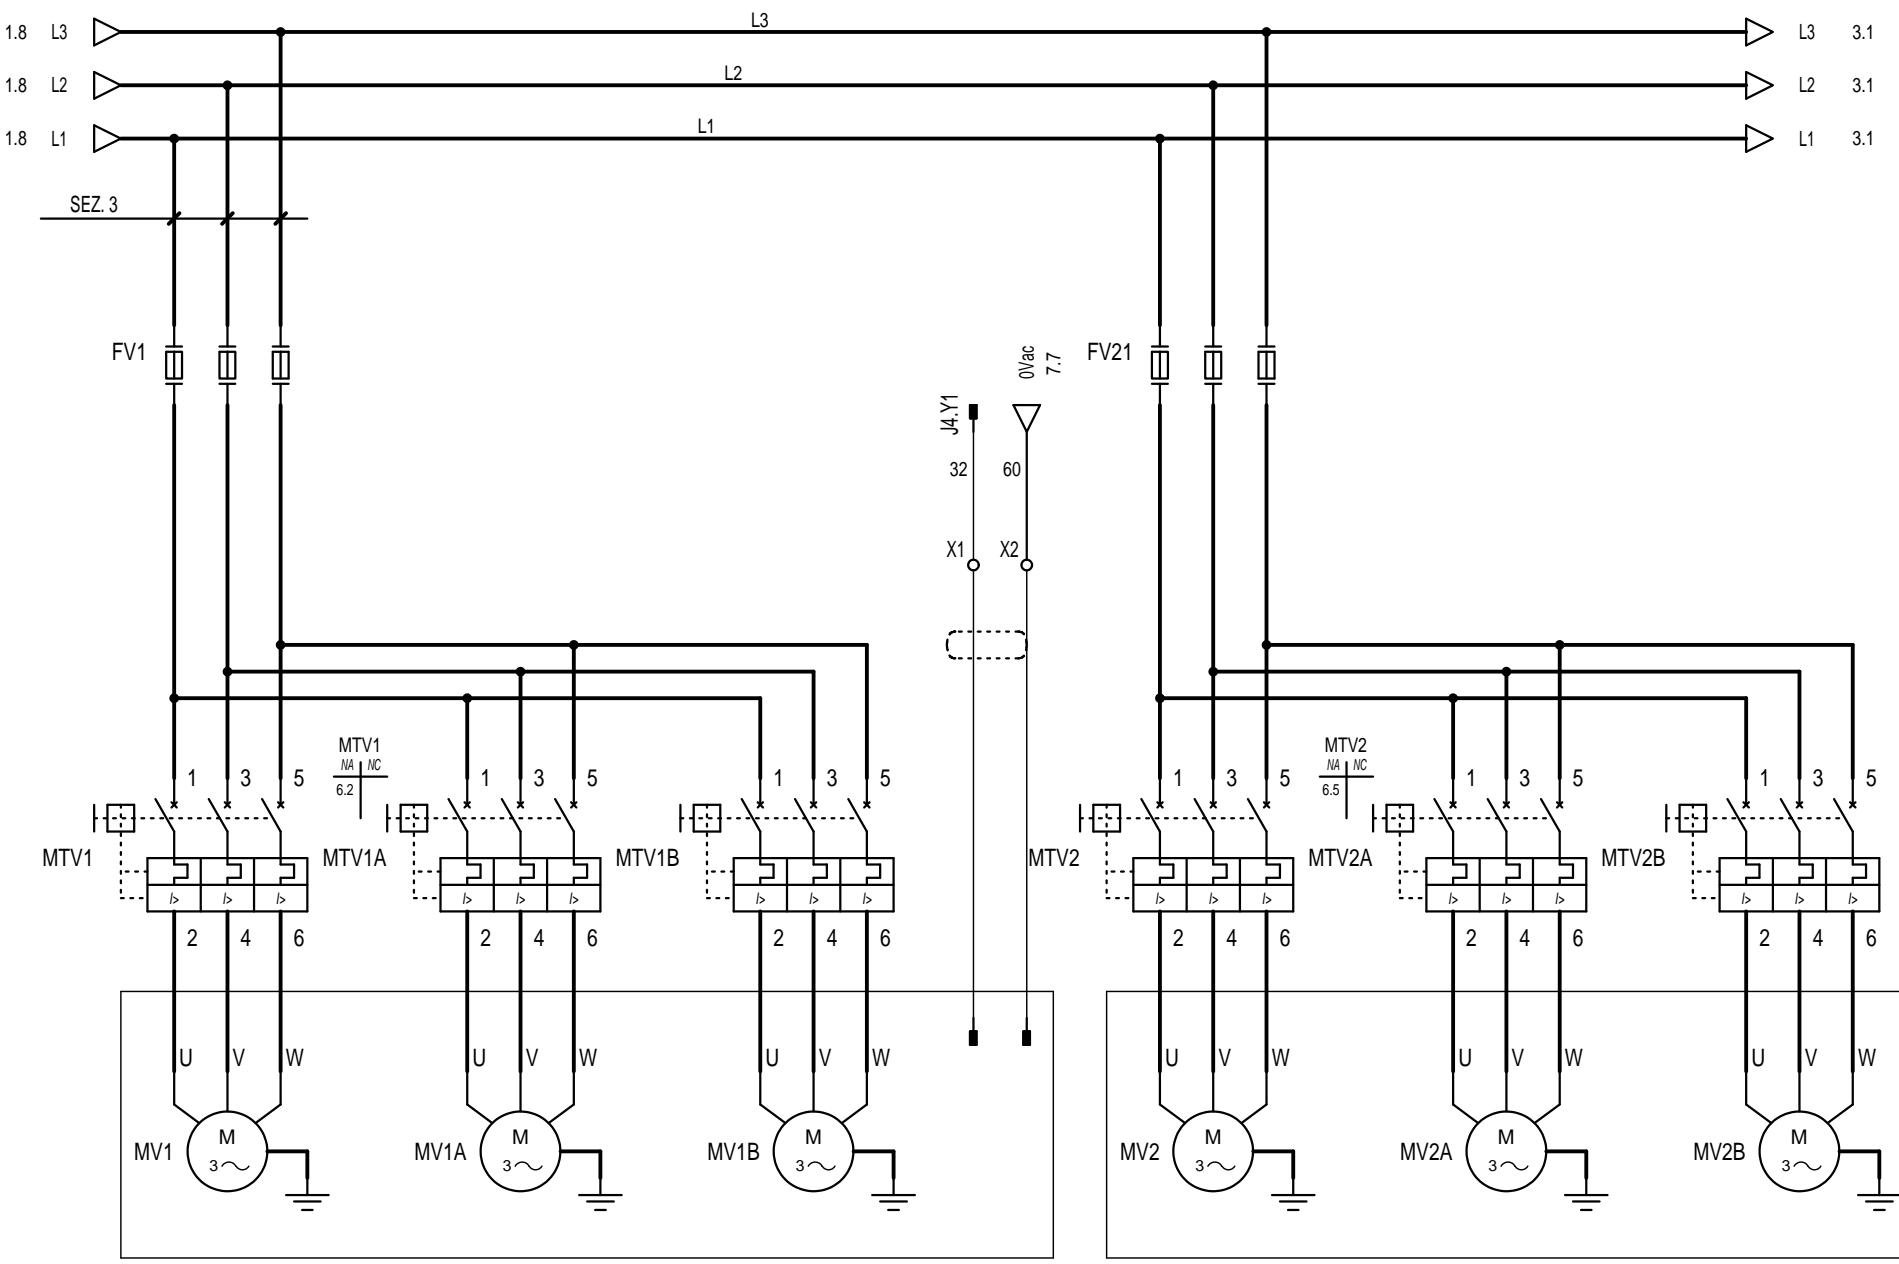 1.8 L3 L3 L3 3.1
1.8 L2 L2 L2 3.1
1.8 L1 L1 L1 3.1
SEZ. 3
FV1
0Vac
7.7
FV21
J4.Y1
32 60
X1 X2
MTV1
NA NC
6.2
MTV2
NA NC
6.5
1 3 5 1 3 5 1 3 5 1 3 5 1 3 5 1 3 5
MTV1 MTV1A MTV1B MTV2 MTV2A MTV2B
I> I> I> I> I> I> I> I> I> I> I> I> I> I> I> I> I> I>
2 4 6 2 4 6 2 4 6 2 4 6 2 4 6 2 4 6
U V W U V W U V W U V W U V W U V W
M M M M M M
MV1 MV1A MV1B MV2 MV2A MV2B
3 3 3 3 3 3